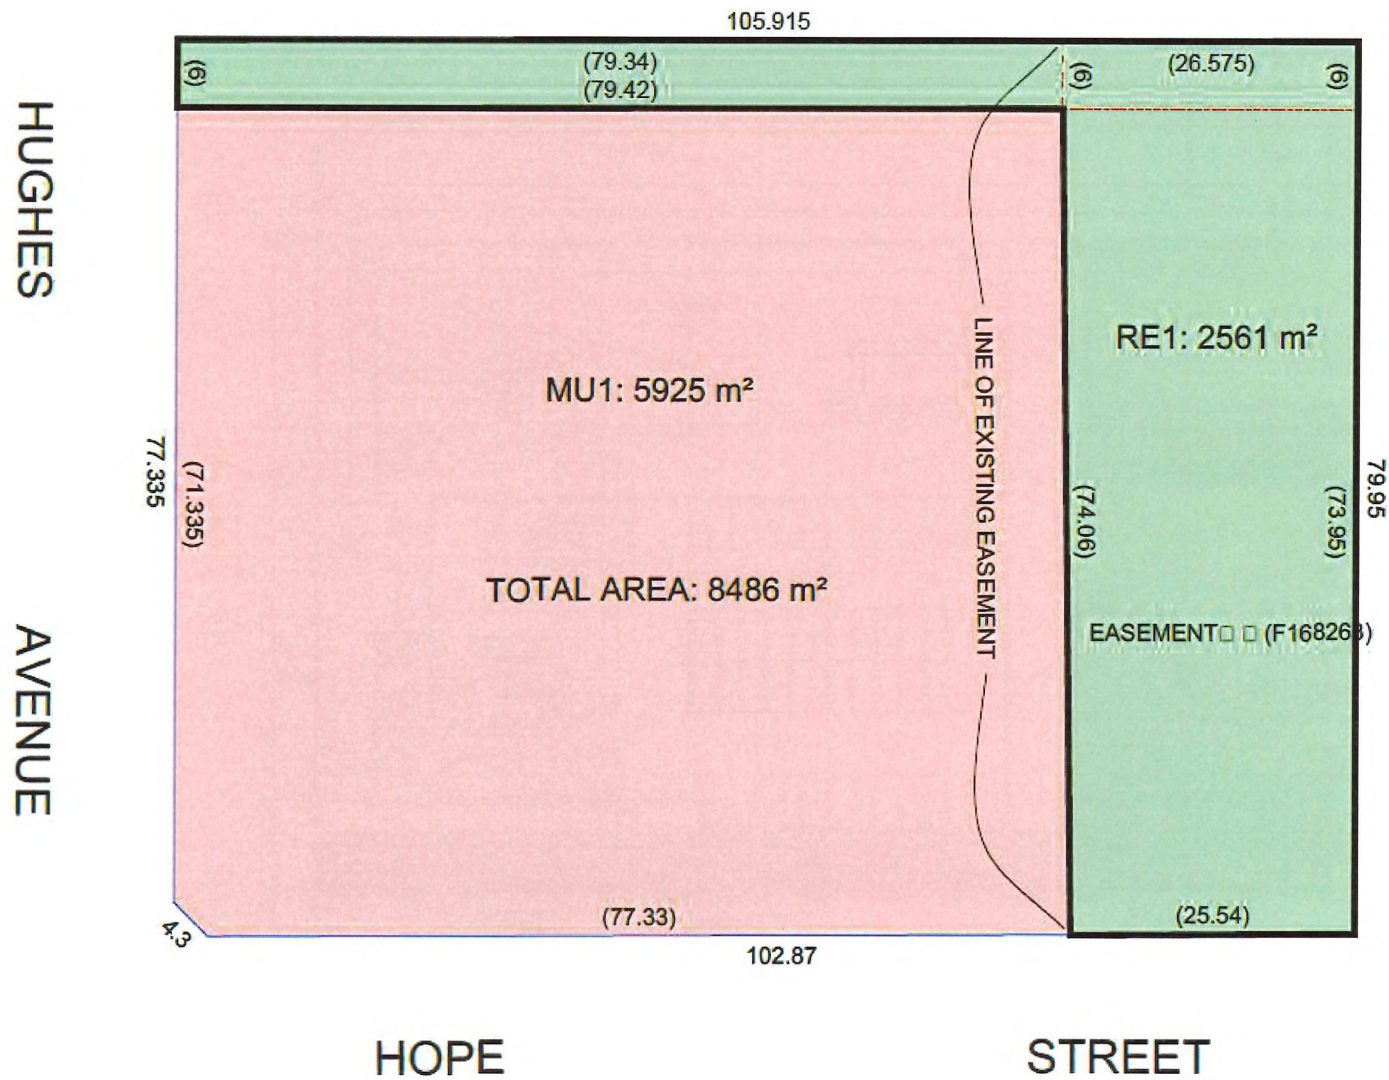 105.915
(6)
(79.34)
(79.42)
(6)
(26.575)
(6)
HUGHES
AVENUE
RE1: 2561 m²
MU1: 5925 m²
LINE OF EXISTING EASEMENT
77.335
(71.335)
(74.06)
(73.95)
79.95
TOTAL AREA: 8486 m²
EASEMENT□ □ (F168268)
4.3
(77.33)
(25.54)
102.87
HOPE STREET